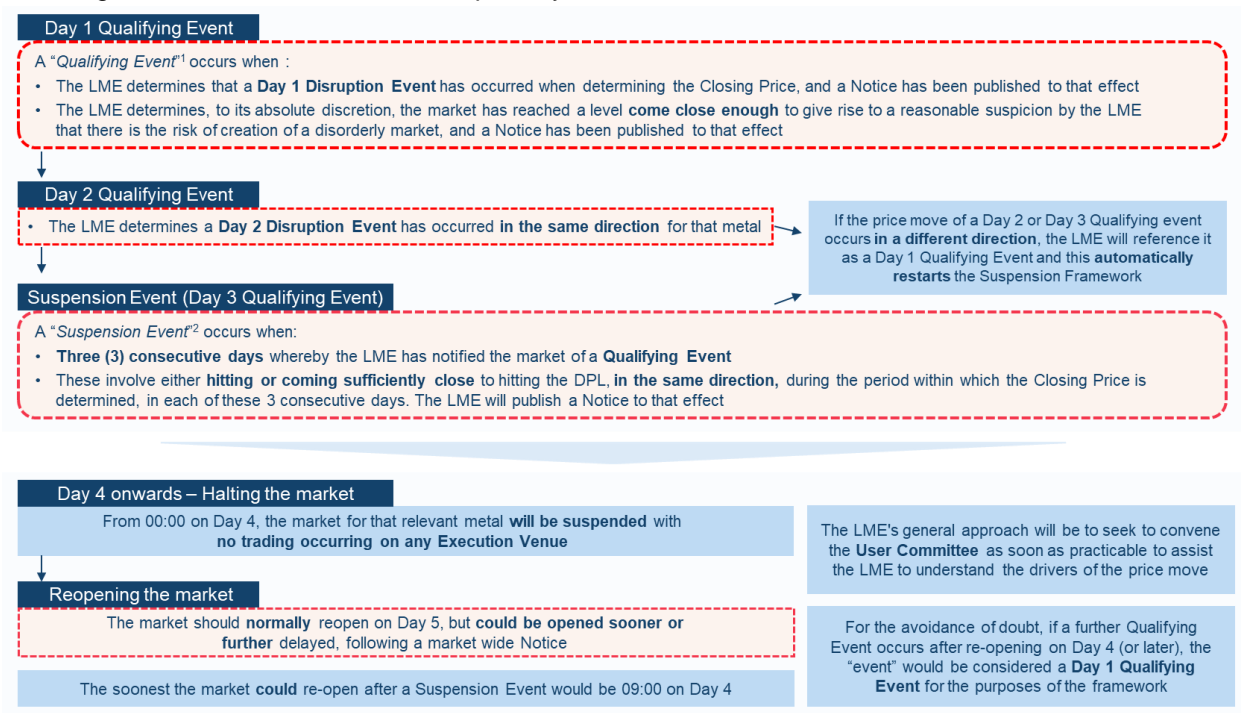 Day 1 Qualifying Event
A “Qualifying Event”1 occurs when :
• The LME determines that a Day 1 Disruption Event has occurred when determining the Closing Price, and a Notice has been published to that effect
• The LME determines, to its absolute discretion, the market has reached a level come close enough to give rise to a reasonable suspicion by the LME
that there is the risk of creation of a disorderly market, and a Notice has been published to that effect
Day 2 Qualifying Event
• The LME determines a Day 2 Disruption Event has occurred in the same direction for that metal
If the price move of a Day 2 or Day 3 Qualifying event
occurs in a different direction, the LME will reference it
as a Day 1 Qualifying Event and this automatically
restarts the Suspension Framework
Suspension Event (Day 3 Qualifying Event)
A “Suspension Event”2 occurs when:
• Three (3) consecutive days whereby the LME has notified the market of a Qualifying Event
• These involve either hitting or coming sufficiently close to hitting the DPL, in the same direction, during the period within which the Closing Price is
determined, in each of these 3 consecutive days. The LME will publish a Notice to that effect
Day 4 onwards – Halting the market
From 00:00 on Day 4, the market for that relevant metal will be suspended with
no trading occurring on any Execution Venue
The LME's general approach will be to seek to convene
the User Committee as soon as practicable to assist
the LME to understand the drivers of the price move
Reopening the market
The market should normally reopen on Day 5, but could be opened sooner or
further delayed, following a market wide Notice
For the avoidance of doubt, if a further Qualifying
Event occurs after re-opening on Day 4 (or later), the
“event” would be considered a Day 1 Qualifying
Event for the purposes of the framework
The soonest the market could re-open after a Suspension Event would be 09:00 on Day 4